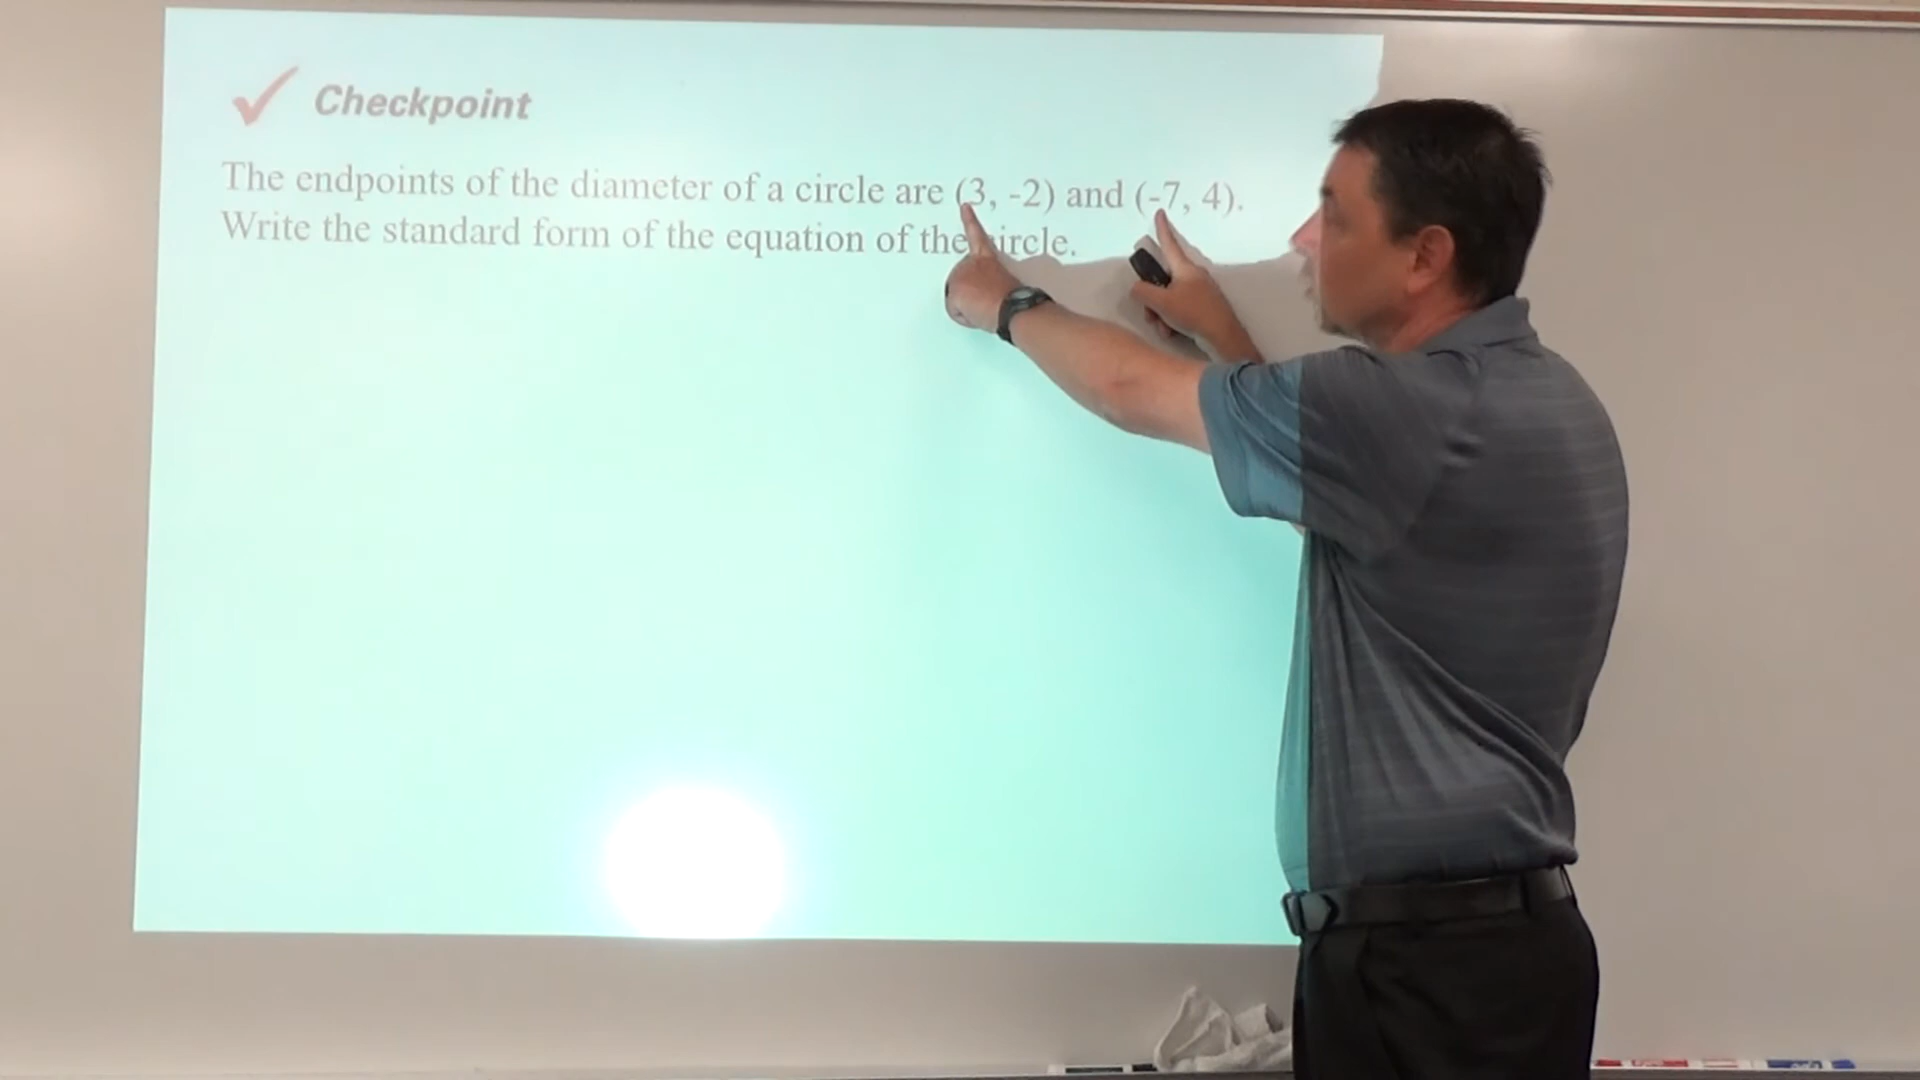 Checkpoint
The endpoints of the diameter of a circle are (3, -2) and (-7, 4).
Write the standard form of the equation of the circle.